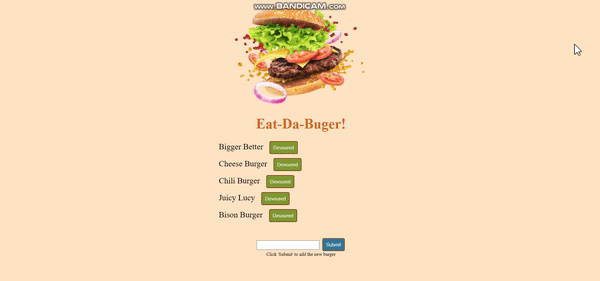 www.BANDICAM.com
Eat-Da-Buger!
Bigger Better Devoured
Cheese Burger Devoured
Chili Burger Devoured
Juicy Lucy Devoured
Bison Burger Devoured
Submit
Click 'Submit' to add the new burger